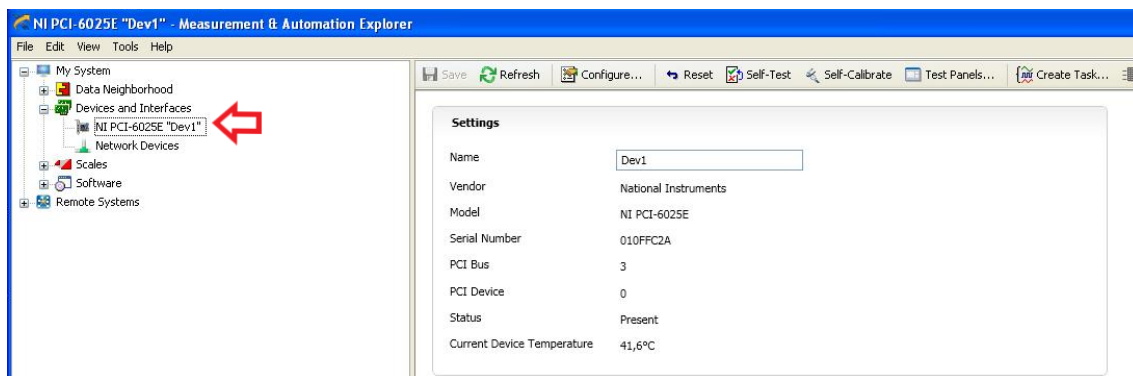 NI PCI-6025E "Dev1" - Measurement & Automation Explorer
File Edit View Tools Help
My System
Data Neighborhood
Devices and Interfaces
NI PCI-6025E "Dev1"
Network Devices
Scales
Software
Remote Systems
Save Refresh Configure... Reset Self-Test Self-Calibrate Test Panels... Create Task...
Settings
Name Dev1
Vendor National Instruments
Model NI PCI-6025E
Serial Number 010FFC2A
PCI Bus 3
PCI Device 0
Status Present
Current Device Temperature 41,6ºC